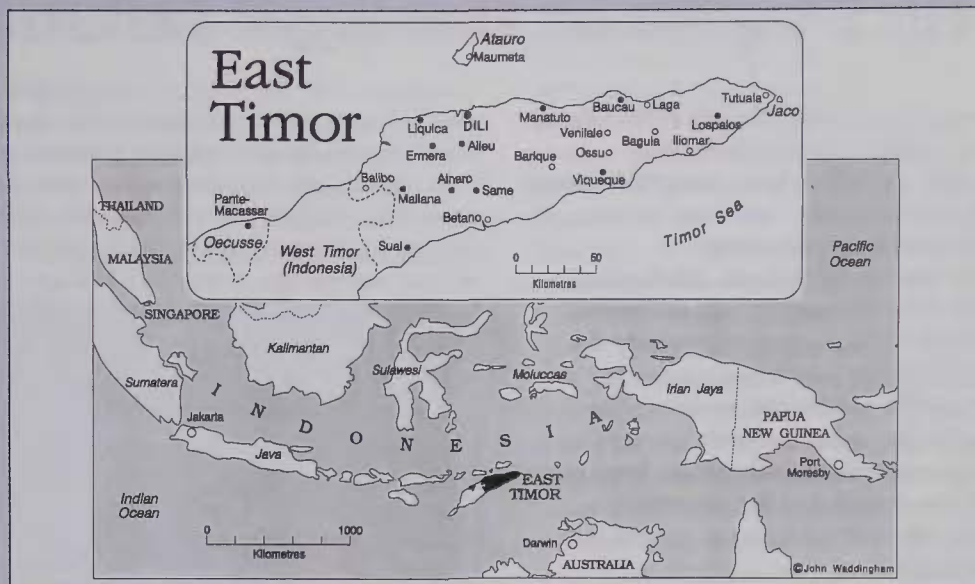 East
Timor
Atauro
Maumeta
Tutuala
Jaco
Baucau
Laga
Manatuto
DILI
Liquica
Lospalos
Venilale
Baguia
Iliomar
Aileu
Ermera
Ossu
Barique
Viqueque
Balibo
Ainaro
Same
Maliana
Pante-
Macassar
Betano
Oecusse
West Timor
(Indonesia)
Suai
Timor Sea
0 50
Kilometres
THAILAND
MALAYSIA
Pacific
Ocean
SINGAPORE
Kalimantan
Sulawesi
Moluccas
Irian Jaya
Sumatera
INDONESIA
Jakarta
Java
PAPUA
NEW GUINEA
Port
Moresby
EAST
TIMOR
Indian
Ocean
0 1000
Kilometres
Darwin
AUSTRALIA
©John Waddingham